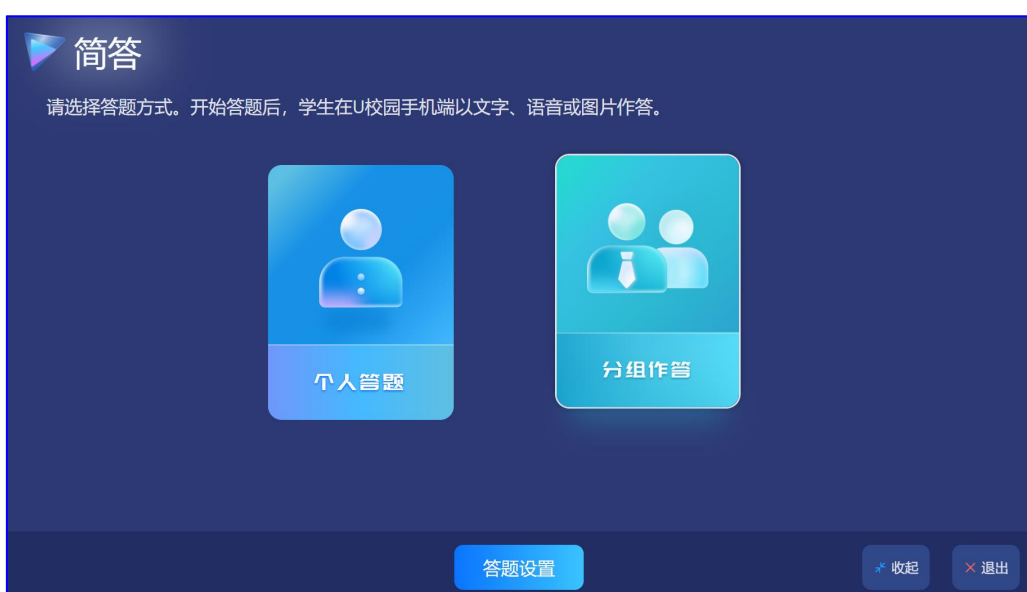 简答
请选择答题方式。开始答题后，学生在U校园手机端以文字、语音或图片作答。
个人答题
分组作答
答题设置
收起
退出